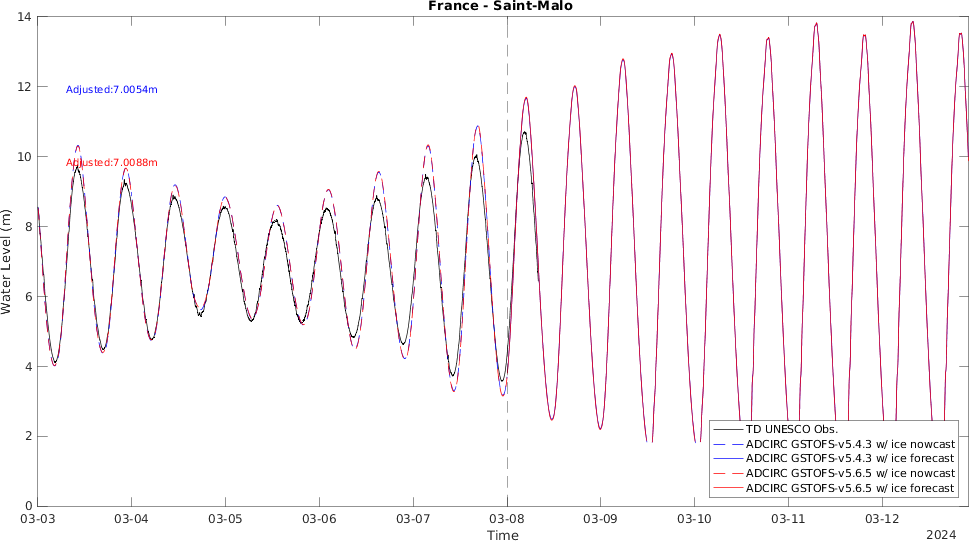 France - Saint-Malo
14
12
10
8
6
4
2
0
Water Level (m)
Adjusted:7.0054m
Adjusted:7.0088m
TD UNESCO Obs.
ADCIRC GSTOFS-v5.4.3 w/ ice nowcast
ADCIRC GSTOFS-v5.4.3 w/ ice forecast
ADCIRC GSTOFS-v5.6.5 w/ ice nowcast
ADCIRC GSTOFS-v5.6.5 w/ ice forecast
03-03 03-04 03-05 03-06 03-07 03-08 03-09 03-10 03-11 03-12
Time
2024